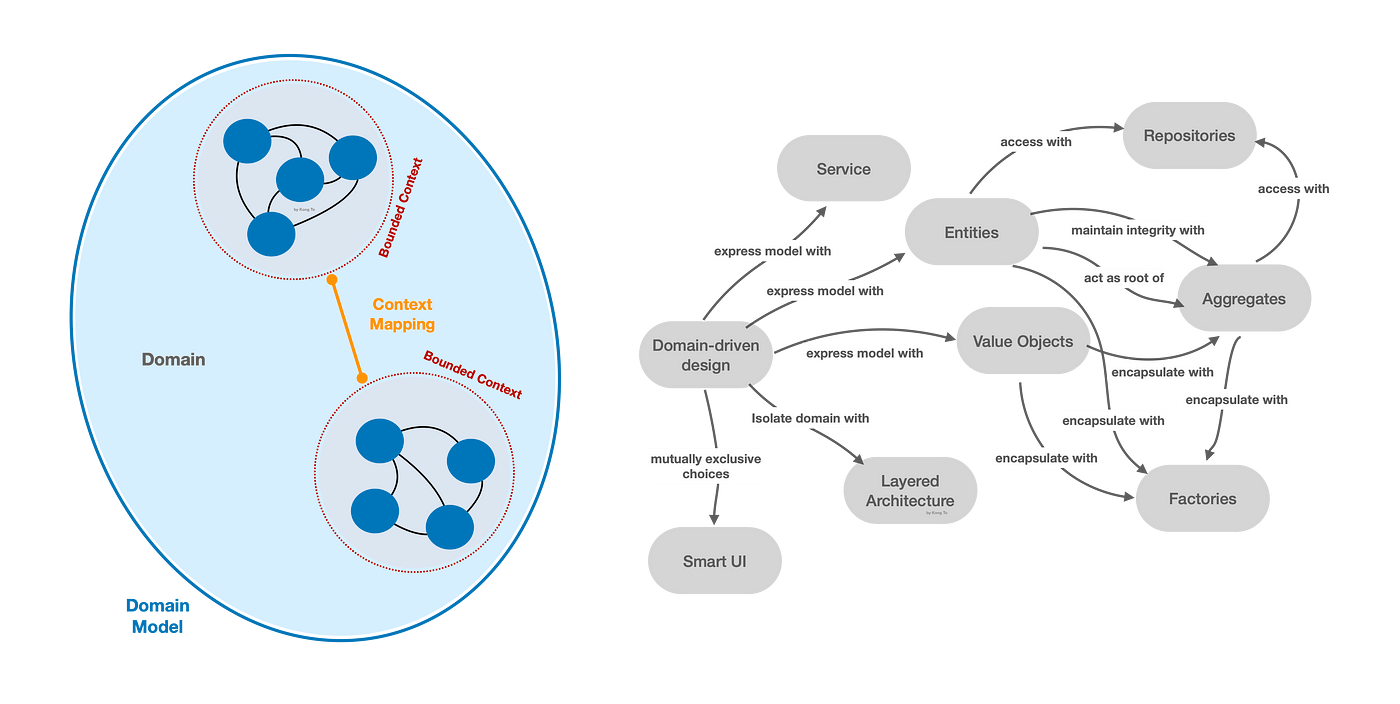 by Kong To
Bounded Context
Context
Mapping
Bounded Context
Domain
Domain
Model
Repositories
access with
Service
access with
Entities
maintain integrity with
express model with
act as root of
express model with
Aggregates
Domain-driven
design
express model with
Value Objects
encapsulate with
encapsulate with
Isolate domain with
encapsulate with
mutually exclusive
choices
encapsulate with
Layered
Architecture
by Kong To
Factories
Smart UI